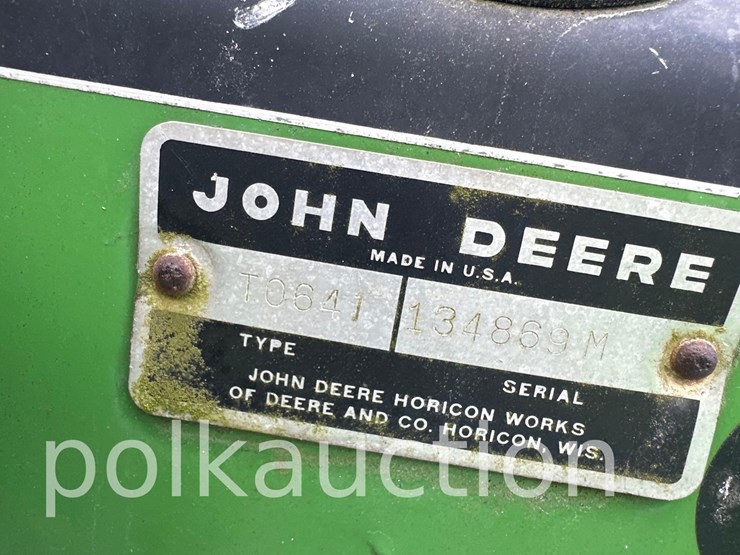 JOHN DEERE
MADE IN U.S.A.
T0641 134869M
TYPE SERIAL
JOHN DEERE HORICON WORKS
OF DEERE AND CO. HORICON, WIS.
polkauction